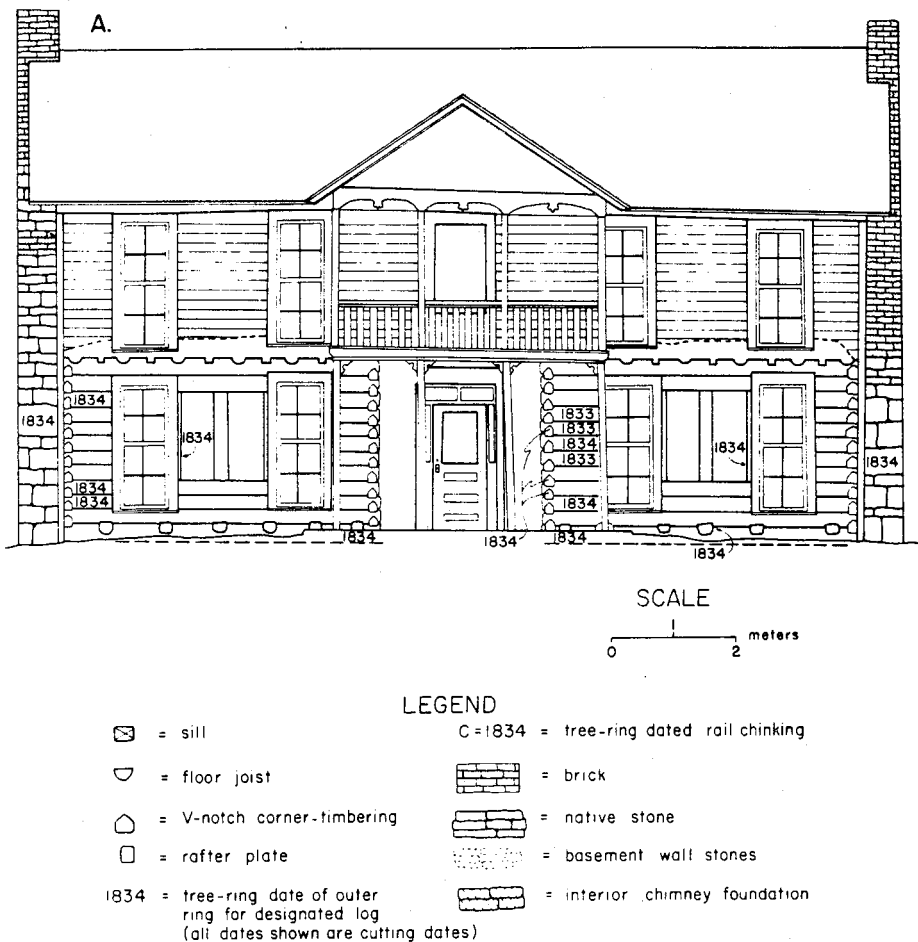 A.
1834
1834
1834
1834
1834
1834
1833
1833
1834
1833
1834
1834
1834
1834
1834
1834
1834
SCALE
0 2 meters
LEGEND
= sill
= floor joist
= V-notch corner-timbering
= rafter plate
1834 = tree-ring date of outer
ring for designated log
(all dates shown are cutting dates)
C=1834 = tree-ring dated rail chinking
= brick
= native stone
= basement wall stones
= interior chimney foundation